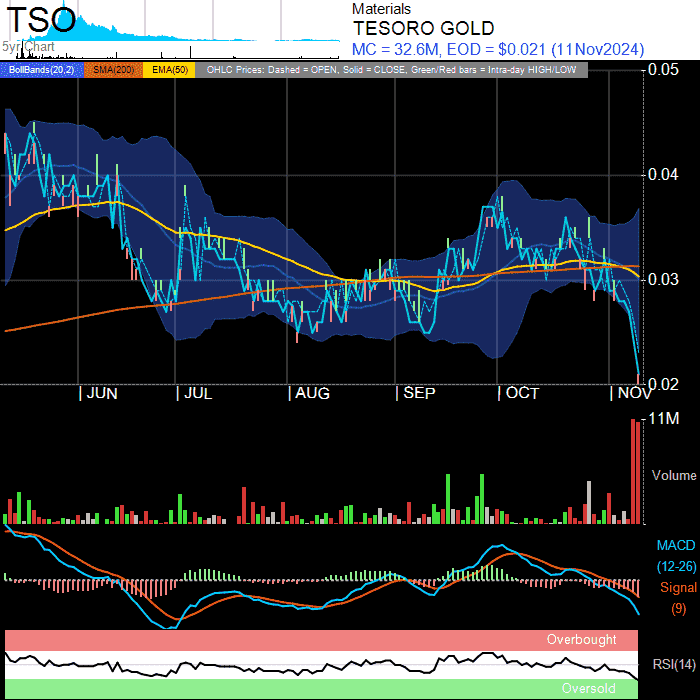 TSO
5yr Chart
Materials
TESORO GOLD
MC = 32.6M, EOD = $0.021 (11Nov2024)
BollBands(20,2) SMA(200) EMA(50) OHLC Prices: Dashed = OPEN, Solid = CLOSE, Green/Red bars = Intra-day HIGH/LOW
0.05
0.04
0.03
0.02
JUN JUL AUG SEP OCT NOV
11M
Volume
MACD
(12-26)
Signal
(9)
Overbought
RSI(14)
Oversold